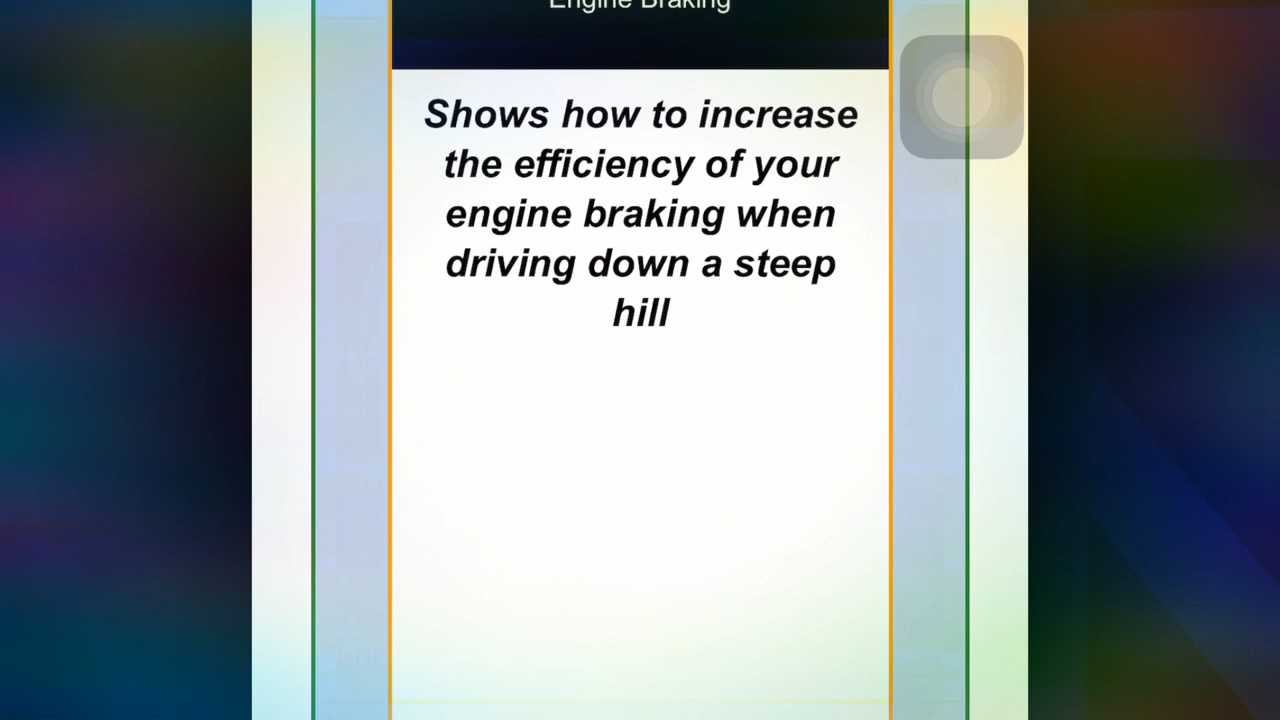 Engine Braking
Shows how to increase
the efficiency of your
engine braking when
driving down a steep
hill